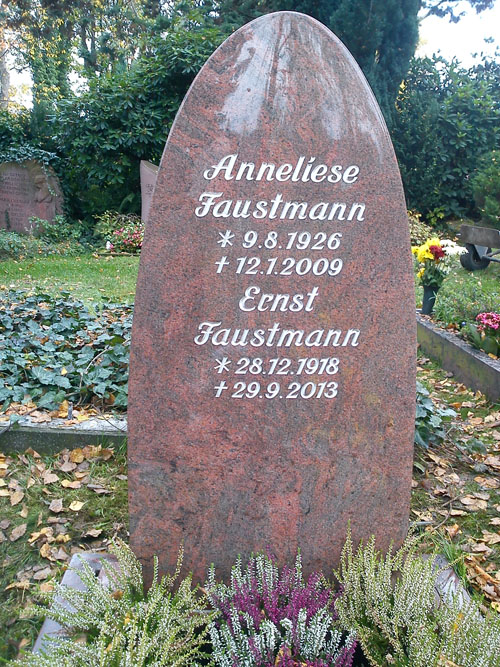 Anneliese
Faustmann
* 9.8.1926
† 12.1.2009
Ernst
Faustmann
* 28.12.1918
† 29.9.2013